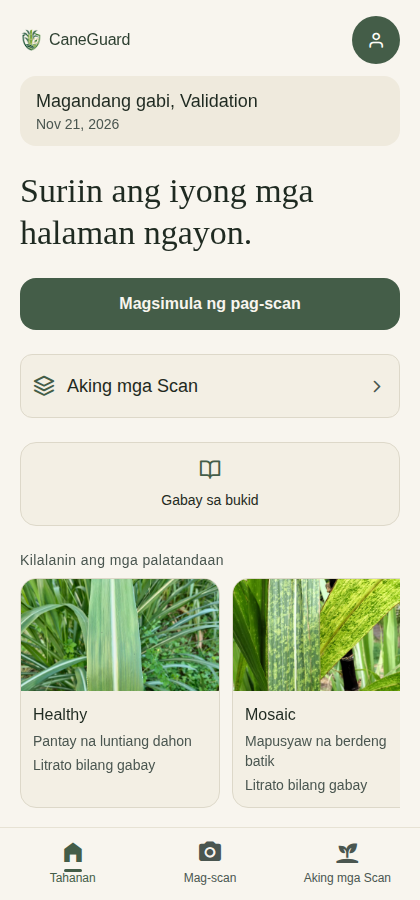 CaneGuard
Magandang gabi, Validation
Nov 21, 2026
Suriin ang iyong mga
halaman ngayon.
Magsimula ng pag-scan
Aking mga Scan
Gabay sa bukid
Kilalanin ang mga palatandaan
Healthy
Pantay na luntiang dahon
Litrato bilang gabay
Mosaic
Mapusyaw na berdeng
batik
Litrato bilang gabay
Tahanan
Mag-scan
Aking mga Scan